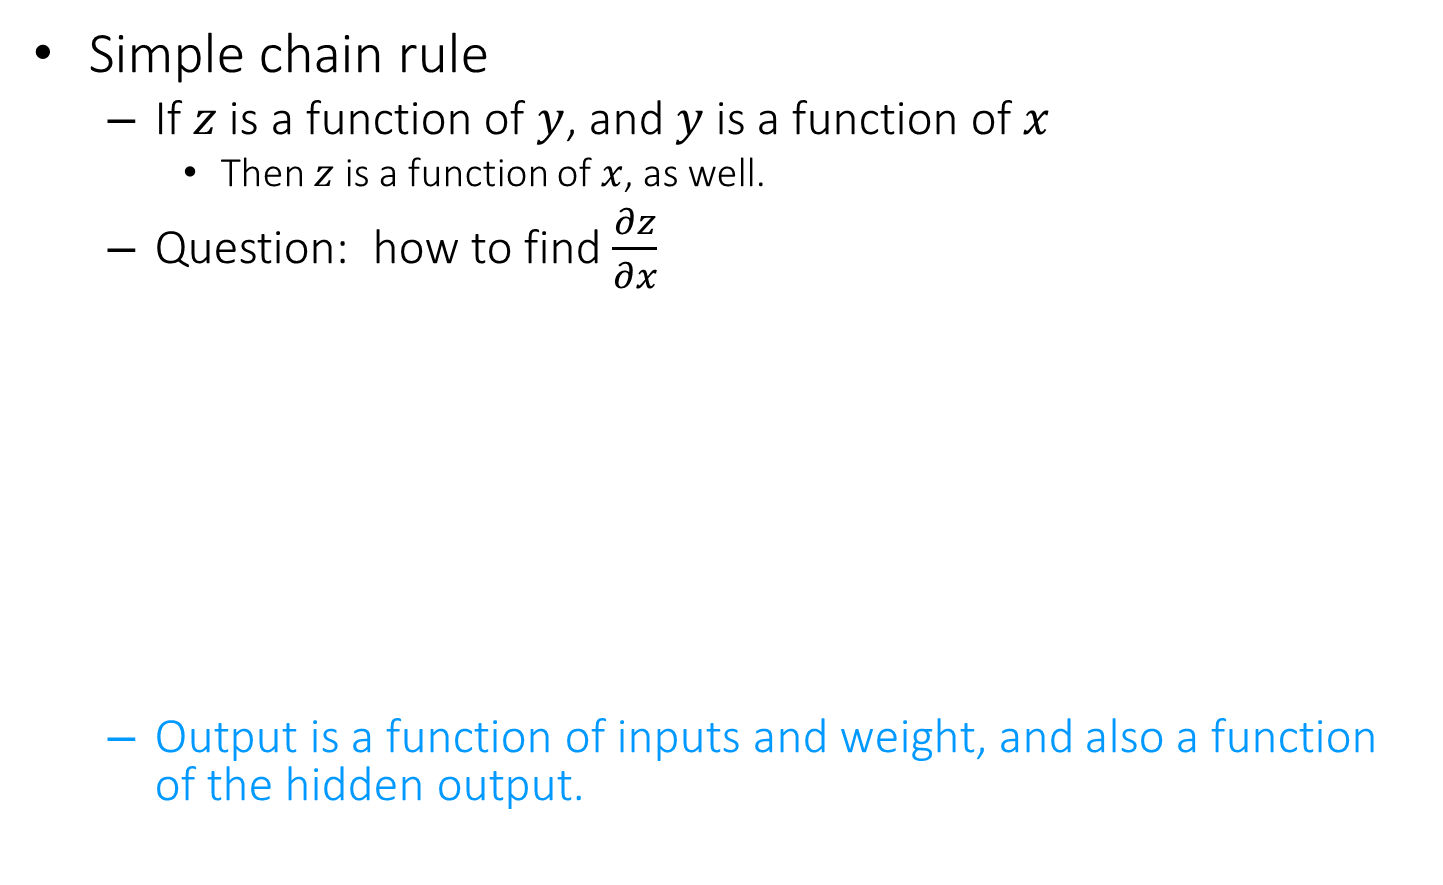 • Simple chain rule
– If z is a function of y, and y is a function of x
• Then z is a function of x, as well.
– Question: how to find ∂z/∂x
– Output is a function of inputs and weight, and also a function
of the hidden output.